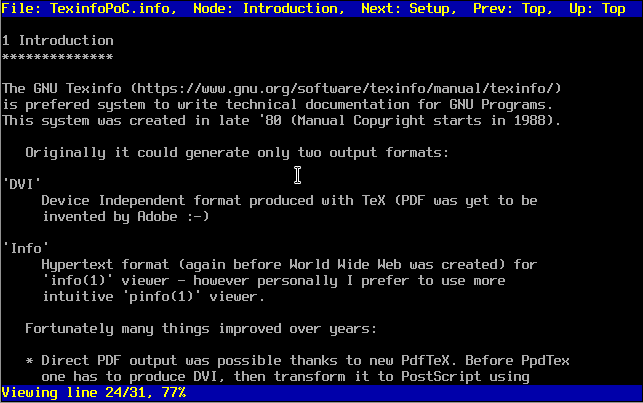 File: TexinfoPoC.info,  Node: Introduction,  Next: Setup,  Prev: Top,  Up: Top
1 Introduction
**************
The GNU Texinfo (https://www.gnu.org/software/texinfo/manual/texinfo/)
is prefered system to write technical documentation for GNU Programs.
This system was created in late '80 (Manual Copyright starts in 1988).
Originally it could generate only two output formats:
'DVI'
Device Independent format produced with TeX (PDF was yet to be
invented by Adobe :-)
'Info'
Hypertext format (again before World Wide Web was created) for
'info(1)' viewer - however personally I prefer to use more
intuitive 'pinfo(1)' viewer.
Fortunately many things improved over years:
* Direct PDF output was possible thanks to new PdfTeX. Before PpdTex
one has to produce DVI, then transform it to PostScript using
Viewing line 24/31, 77%